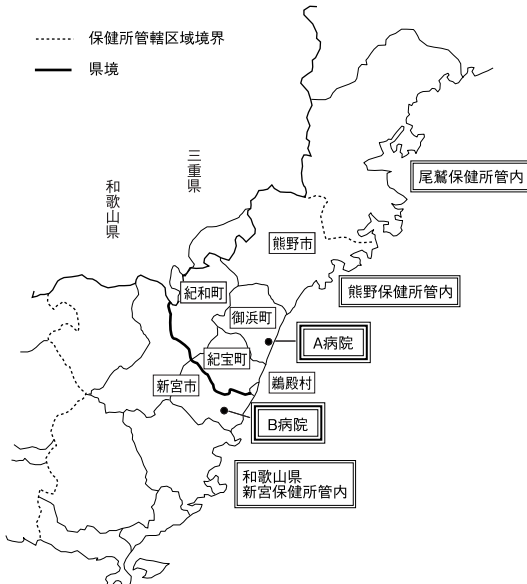 保健所管轄区域境界
県境
三重県
和歌山県
尾鷲保健所管内
熊野市
熊野保健所管内
紀和町
御浜町
A病院
紀宝町
新宮市
鵜殿村
B病院
和歌山県
新宮保健所管内